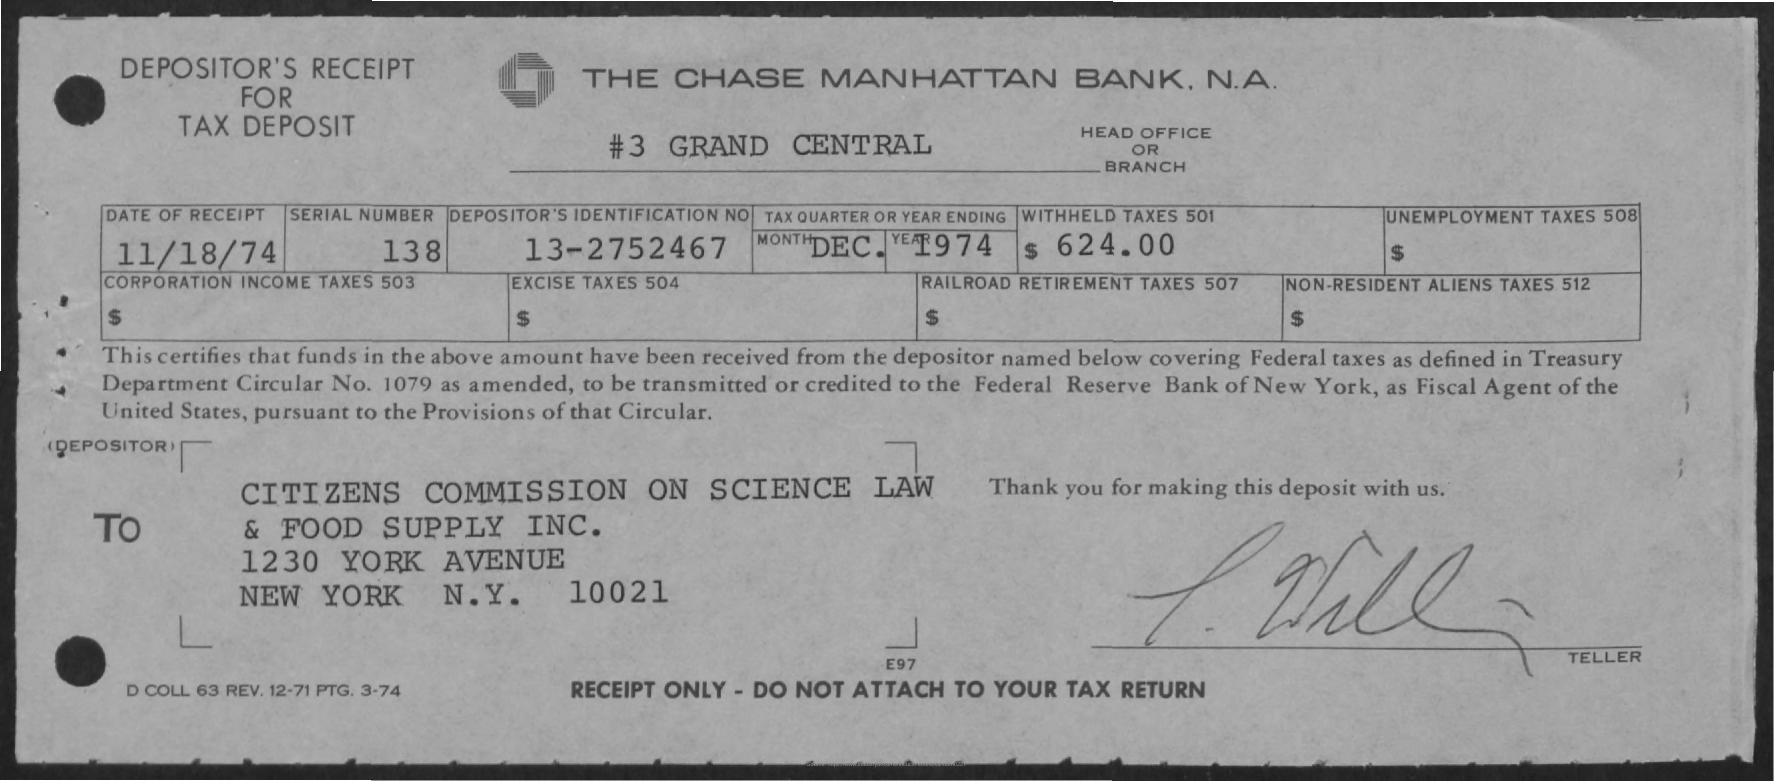 DEPOSITOR'S RECEIPT
FOR
TAX DEPOSIT
THE CHASE MANHATTAN BANK, N.A.
#3 GRAND CENTRAL
HEAD OFFICE
OR
BRANCH
DATE OF RECEIPT SERIAL NUMBER DEPOSITOR'S IDENTIFICATION NO TAX QUARTER OR YEAR ENDING WITHHELD TAXES 501 UNEMPLOYMENT TAXES 508
11/18/74 138 13-2752467 MONTH DEC. YEAR 1974 $ 624.00 $
CORPORATION INCOME TAXES 503 EXCISE TAXES 504 RAILROAD RETIREMENT TAXES 507 NON-RESIDENT ALIENS TAXES 512
$ $ $ $
This certifies that funds in the above amount have been received from the depositor named below covering Federal taxes as defined in Treasury
Department Circular No. 1079 as amended, to be transmitted or credited to the Federal Reserve Bank of New York, as Fiscal Agent of the
United States, pursuant to the Provisions of that Circular.
(DEPOSITOR)
TO
CITIZENS COMMISSION ON SCIENCE LAW
& FOOD SUPPLY INC.
1230 YORK AVENUE
NEW YORK N.Y. 10021
Thank you for making this deposit with us.
TELLER
E97
D COLL 63 REV. 12-71 PTG. 3-74
RECEIPT ONLY - DO NOT ATTACH TO YOUR TAX RETURN